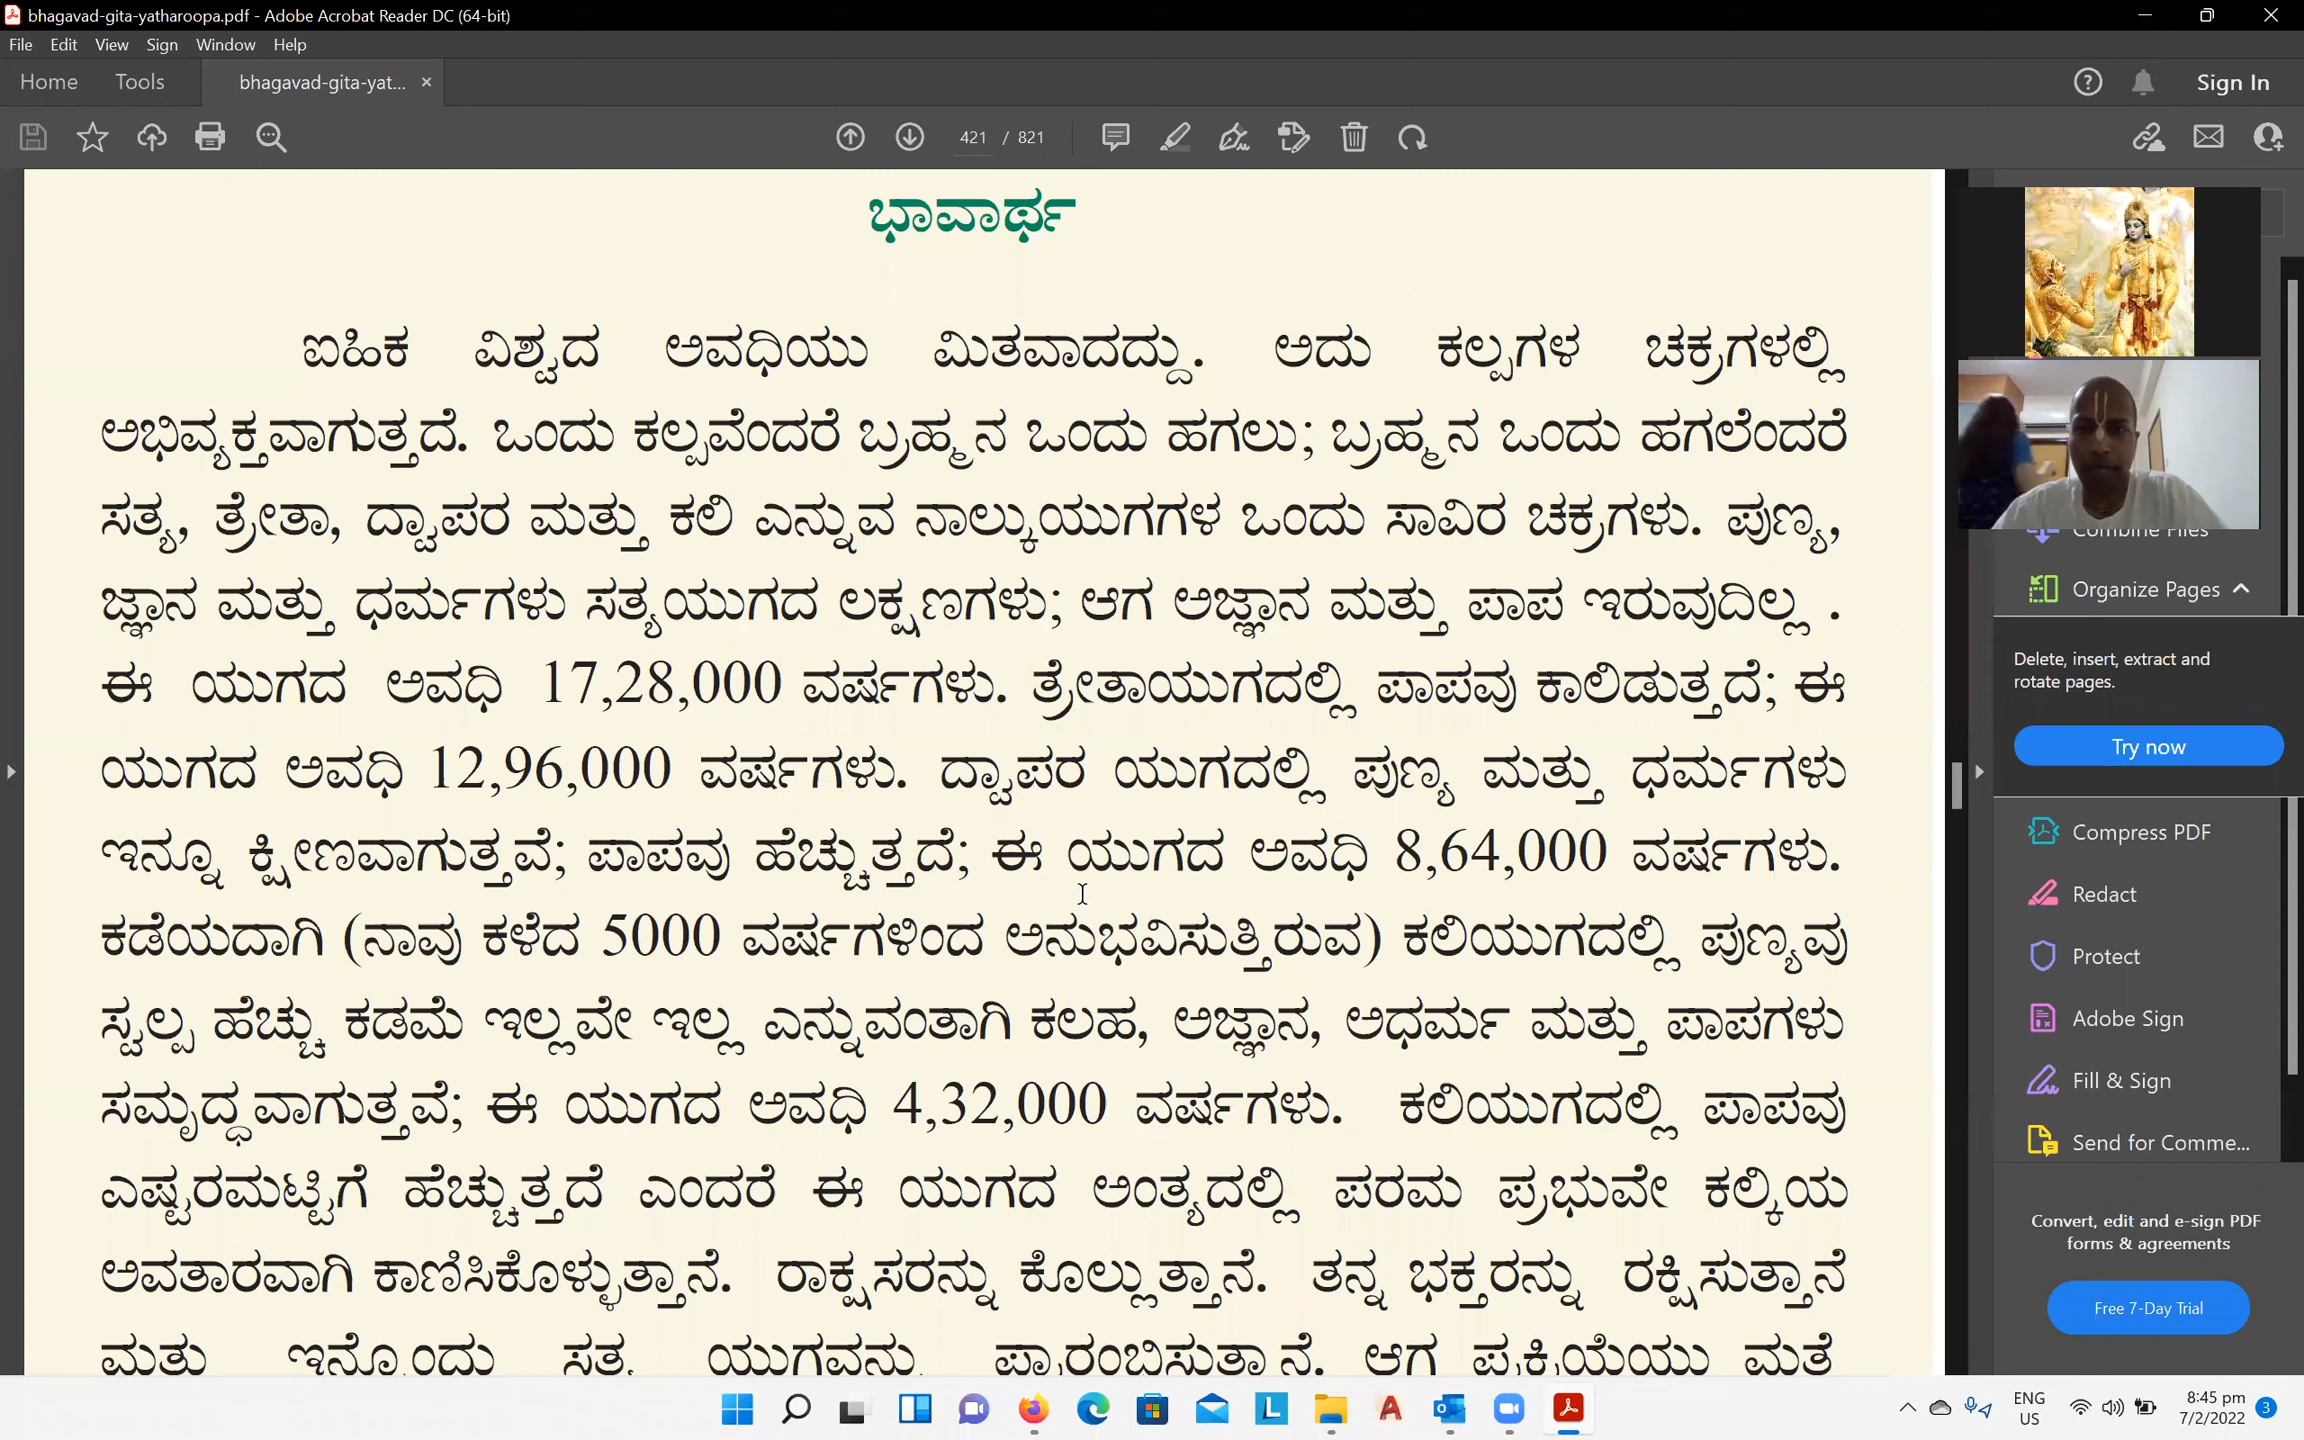 bhagavad-gita-yatharoopa.pdf - Adobe Acrobat Reader DC (64-bit)
File Edit View Sign Window Help
Home Tools bhagavad-gita-yat... × Sign In
421 / 821
ಭಾವಾರ್ಥ
ಐಹಿಕ ವಿಶ್ವದ ಅವಧಿಯು ಮಿತವಾದದ್ದು. ಅದು ಕಲ್ಪಗಳ ಚಕ್ರಗಳಲ್ಲಿ
ಅಭಿವ್ಯಕ್ತವಾಗುತ್ತದೆ. ಒಂದು ಕಲ್ಪವೆಂದರೆ ಬ್ರಹ್ಮನ ಒಂದು ಹಗಲು; ಬ್ರಹ್ಮನ ಒಂದು ಹಗಲೆಂದರೆ
ಸತ್ಯ, ತ್ರೇತಾ, ದ್ವಾಪರ ಮತ್ತು ಕಲಿ ಎನ್ನುವ ನಾಲ್ಕುಯುಗಗಳ ಒಂದು ಸಾವಿರ ಚಕ್ರಗಳು. ಪುಣ್ಯ,
ಜ್ಞಾನ ಮತ್ತು ಧರ್ಮಗಳು ಸತ್ಯಯುಗದ ಲಕ್ಷಣಗಳು; ಆಗ ಅಜ್ಞಾನ ಮತ್ತು ಪಾಪ ಇರುವುದಿಲ್ಲ .
ಈ ಯುಗದ ಅವಧಿ 17,28,000 ವರ್ಷಗಳು. ತ್ರೇತಾಯುಗದಲ್ಲಿ ಪಾಪವು ಕಾಲಿಡುತ್ತದೆ; ಈ
ಯುಗದ ಅವಧಿ 12,96,000 ವರ್ಷಗಳು. ದ್ವಾಪರ ಯುಗದಲ್ಲಿ ಪುಣ್ಯ ಮತ್ತು ಧರ್ಮಗಳು
ಇನ್ನೂ ಕ್ಷೀಣವಾಗುತ್ತವೆ; ಪಾಪವು ಹೆಚ್ಚುತ್ತದೆ; ಈ ಯುಗದ ಅವಧಿ 8,64,000 ವರ್ಷಗಳು.
ಕಡೆಯದಾಗಿ (ನಾವು ಕಳೆದ 5000 ವರ್ಷಗಳಿಂದ ಅನುಭವಿಸುತ್ತಿರುವ) ಕಲಿಯುಗದಲ್ಲಿ ಪುಣ್ಯವು
ಸ್ವಲ್ಪ ಹೆಚ್ಚು ಕಡಮೆ ಇಲ್ಲವೇ ಇಲ್ಲ ಎನ್ನುವಂತಾಗಿ ಕಲಹ, ಅಜ್ಞಾನ, ಅಧರ್ಮ ಮತ್ತು ಪಾಪಗಳು
ಸಮೃದ್ಧವಾಗುತ್ತವೆ; ಈ ಯುಗದ ಅವಧಿ 4,32,000 ವರ್ಷಗಳು. ಕಲಿಯುಗದಲ್ಲಿ ಪಾಪವು
ಎಷ್ಟರಮಟ್ಟಿಗೆ ಹೆಚ್ಚುತ್ತದೆ ಎಂದರೆ ಈ ಯುಗದ ಅಂತ್ಯದಲ್ಲಿ ಪರಮ ಪ್ರಭುವೇ ಕಲ್ಕಿಯ
ಅವತಾರವಾಗಿ ಕಾಣಿಸಿಕೊಳ್ಳುತ್ತಾನೆ. ರಾಕ್ಷಸರನ್ನು ಕೊಲ್ಲುತ್ತಾನೆ. ತನ್ನ ಭಕ್ತರನ್ನು ರಕ್ಷಿಸುತ್ತಾನೆ
ಮತ್ತು ಇನ್ನೊಂದು ಸತ್ಯ ಯುಗವನ್ನು ಪ್ರಾರಂಬಿಸುತ್ತಾನೆ. ಆಗ ಪ್ರಕ್ರಿಯೆಯು ಮತ್ತೆ
Combine Files
Organize Pages
Delete, insert, extract and
rotate pages.
Try now
Compress PDF
Redact
Protect
Adobe Sign
Fill & Sign
Send for Comme...
Convert, edit and e-sign PDF
forms & agreements
Free 7-Day Trial
ENG
US
8:45 pm
7/2/2022
3